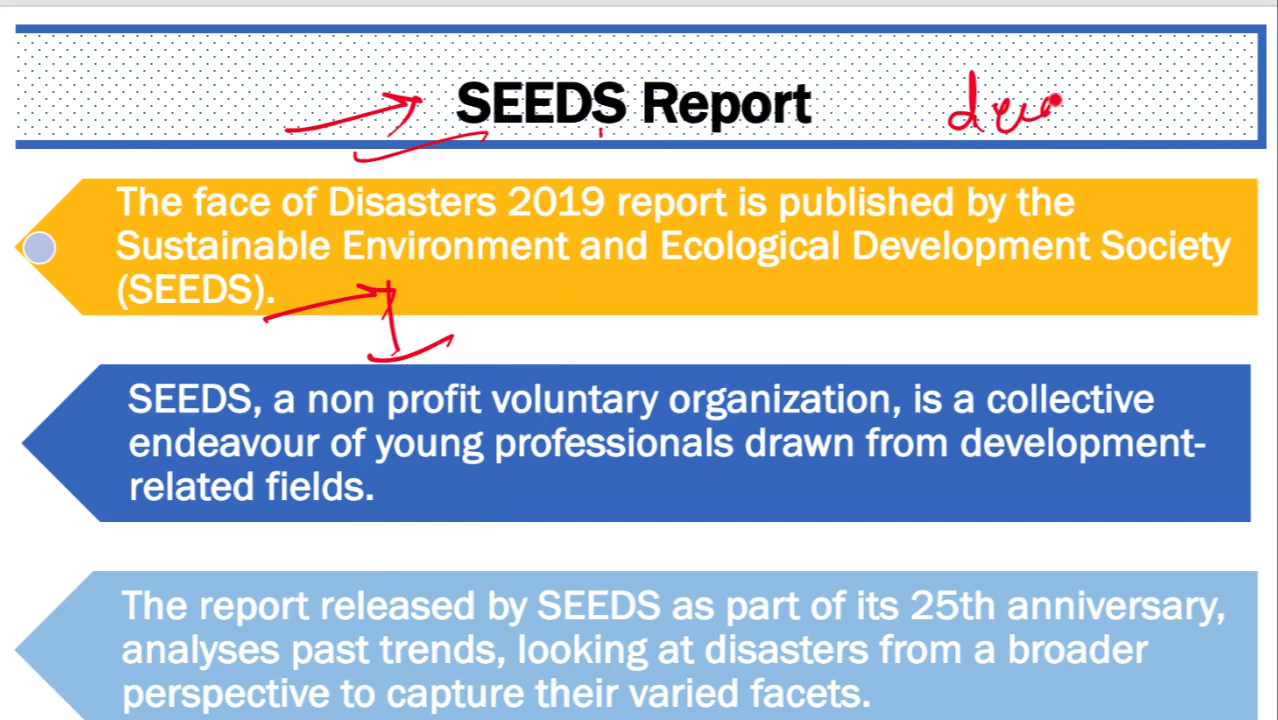 SEEDS Report
The face of Disasters 2019 report is published by the
Sustainable Environment and Ecological Development Society
(SEEDS).
SEEDS, a non profit voluntary organization, is a collective
endeavour of young professionals drawn from development-
related fields.
The report released by SEEDS as part of its 25th anniversary,
analyses past trends, looking at disasters from a broader
perspective to capture their varied facets.